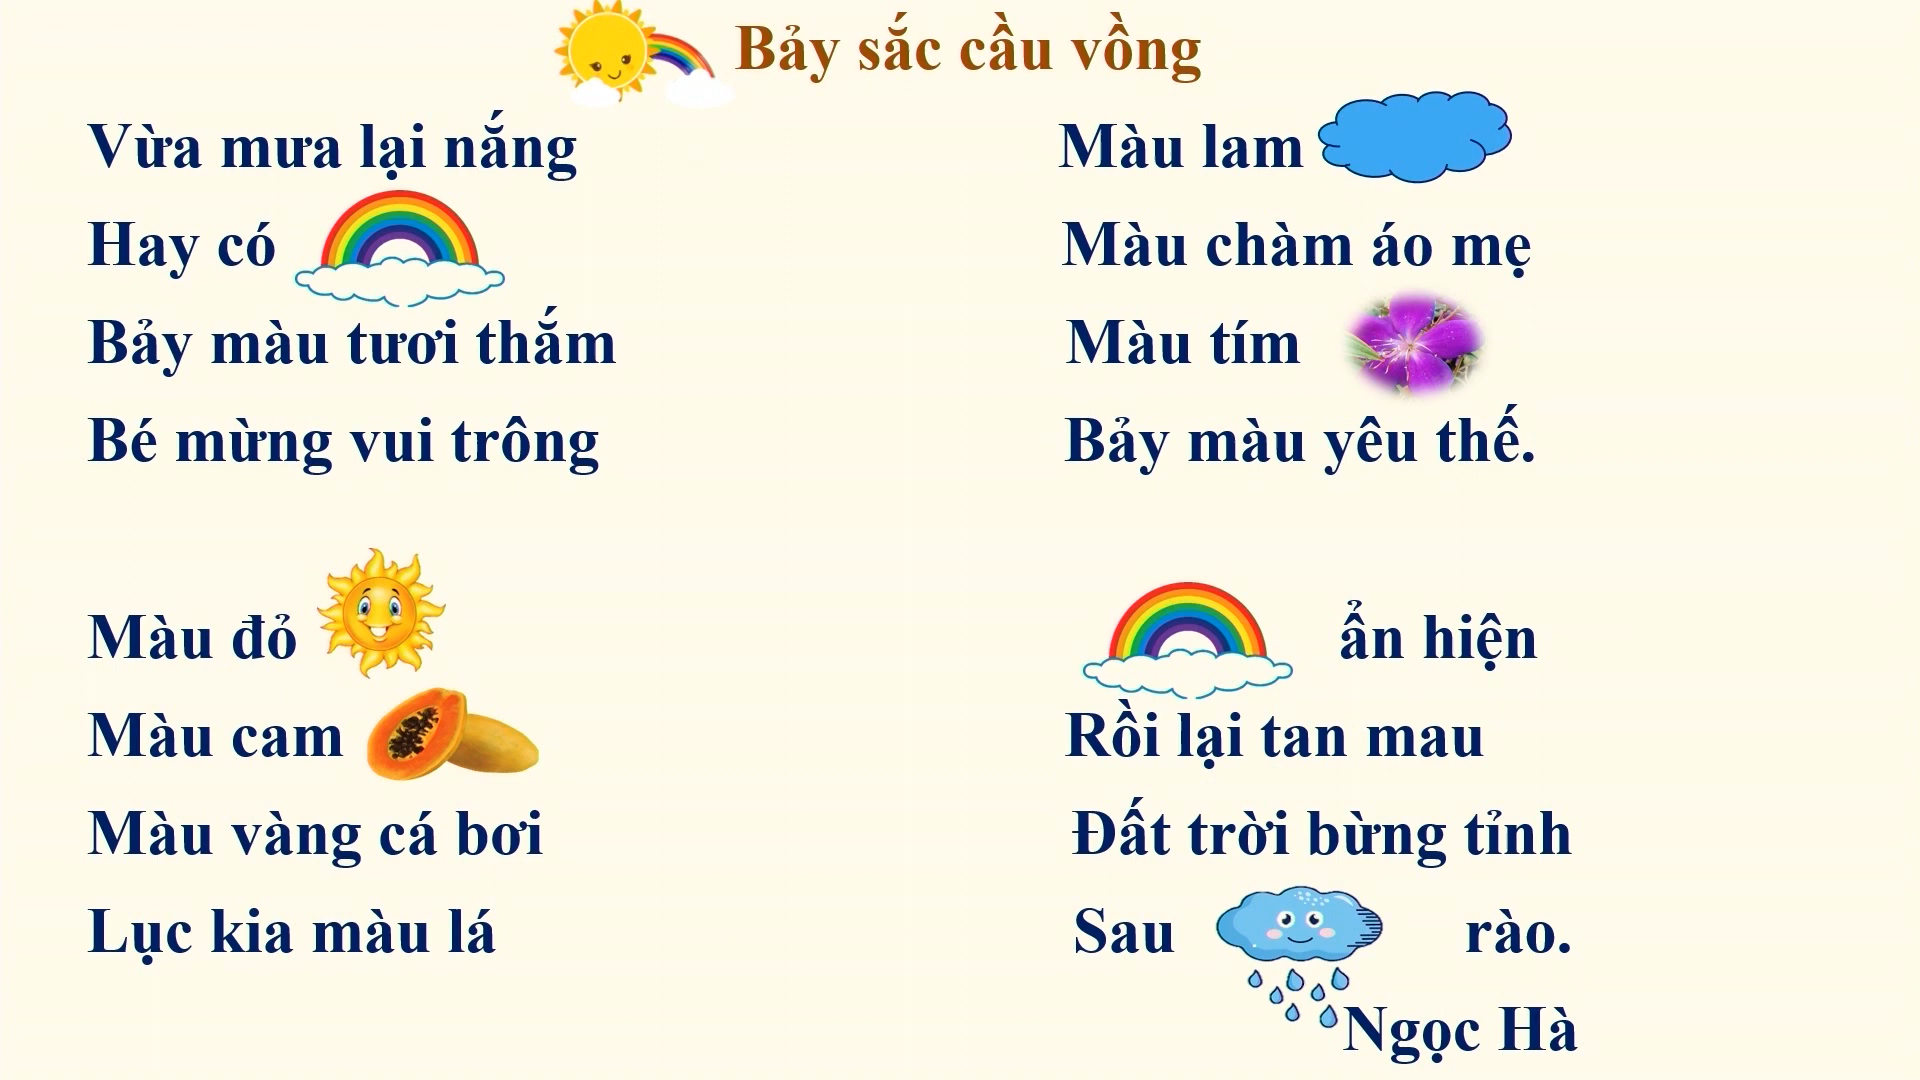 Bảy sắc cầu vồng
Vừa mưa lại nắng
Hay có
Bảy màu tươi thắm
Bé mừng vui trông
Màu đỏ
Màu cam
Màu vàng cá bơi
Lục kia màu lá
Màu lam
Màu chàm áo mẹ
Màu tím
Bảy màu yêu thế.
ẩn hiện
Rồi lại tan mau
Đất trời bừng tỉnh
Sau rào.
Ngọc Hà